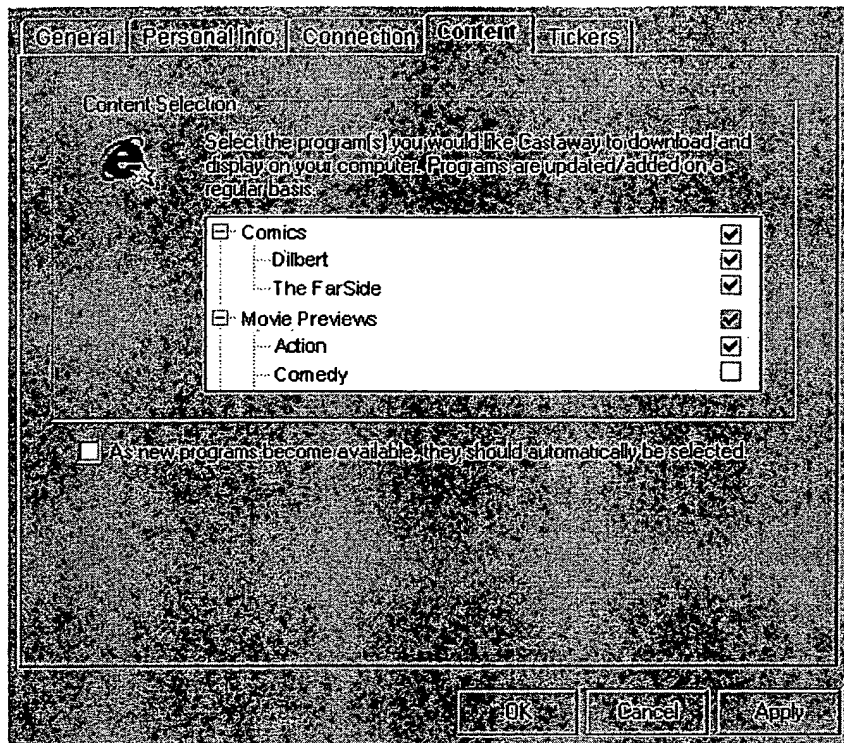 General Personal Info Connection Content Tickers
Content Selection
Select the program(s) you would like Castaway to download and
display on your computer. Programs are updated/added on a
regular basis.
Comics
Dilbert
The FarSide
Movie Previews
Action
Comedy
As new programs become available, they should automatically be selected.
OK Cancel Apply